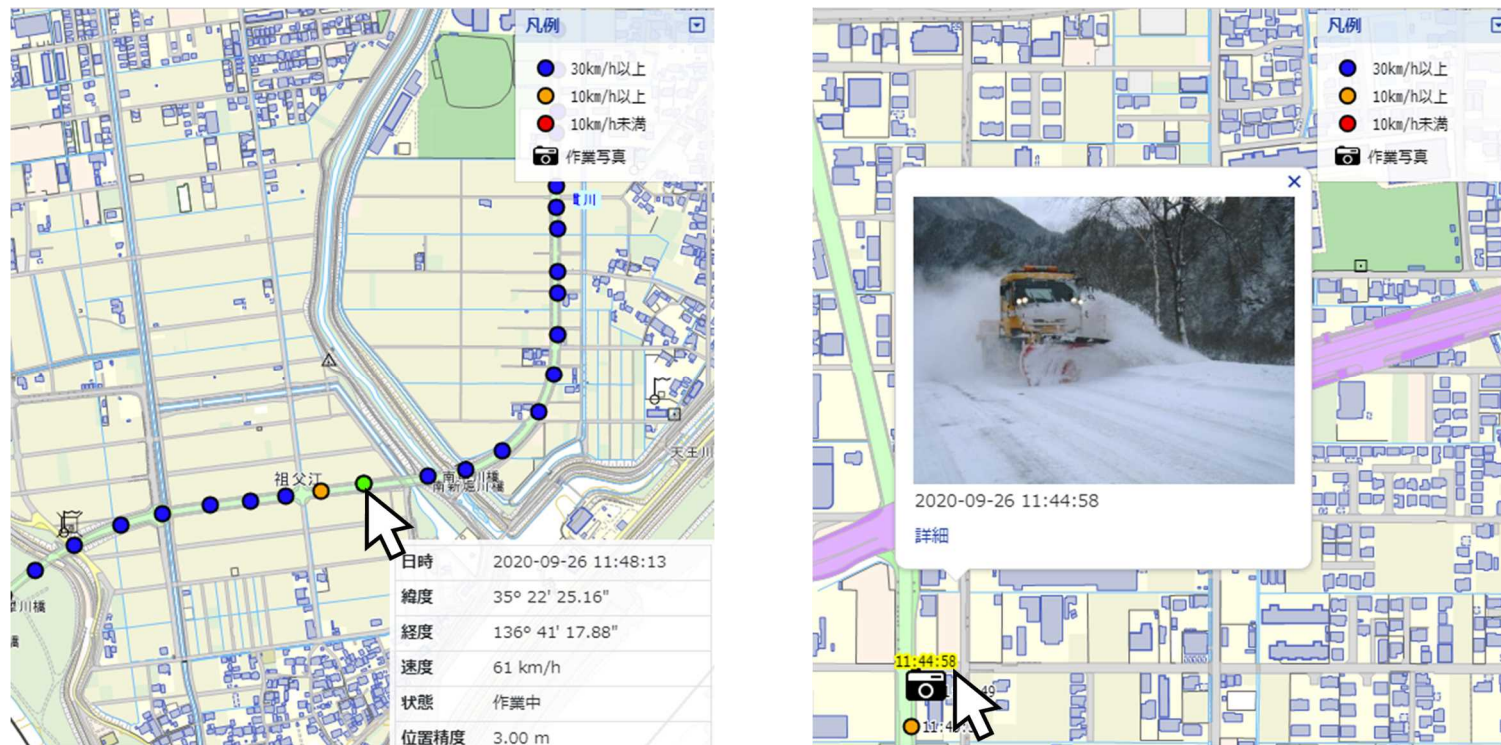 凡例
30km/h以上
10km/h以上
10km/h未満
作業写真
祖父江
南新堀川橋
天王川
日時 2020-09-26 11:48:13
緯度 35° 22' 25.16"
経度 136° 41' 17.88"
速度 61 km/h
状態 作業中
位置精度 3.00 m
凡例
30km/h以上
10km/h以上
10km/h未満
作業写真
2020-09-26 11:44:58
詳細
11:44:58